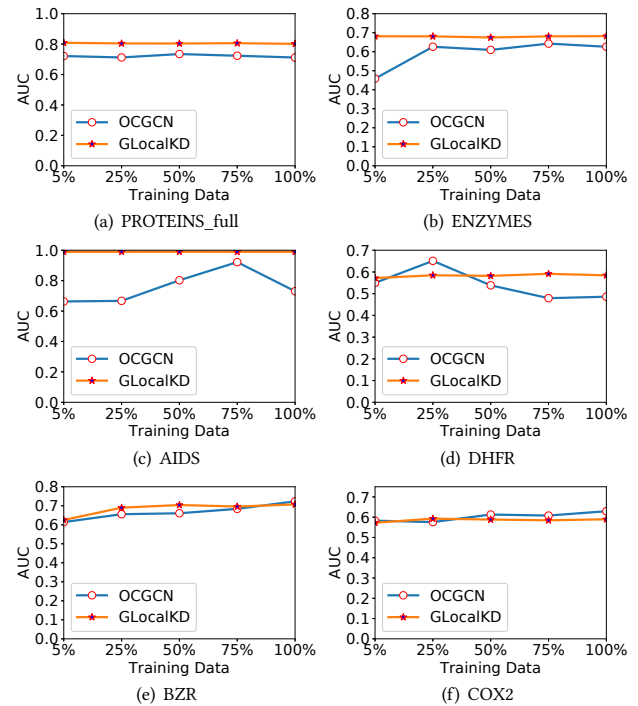 1.0
0.8
0.6
0.4
0.2
0.0
AUC
OCGCN
GLocalKD
5% 25% 50% 75% 100%
Training Data
(a) PROTEINS_full
0.8
0.7
0.6
0.5
0.4
0.3
0.2
0.1
0.0
AUC
OCGCN
GLocalKD
5% 25% 50% 75% 100%
Training Data
(b) ENZYMES
1.0
0.8
0.6
0.4
0.2
0.0
AUC
OCGCN
GLocalKD
5% 25% 50% 75% 100%
Training Data
(c) AIDS
0.7
0.6
0.5
0.4
0.3
0.2
0.1
0.0
AUC
OCGCN
GLocalKD
5% 25% 50% 75% 100%
Training Data
(d) DHFR
0.8
0.7
0.6
0.5
0.4
0.3
0.2
0.1
0.0
AUC
OCGCN
GLocalKD
5% 25% 50% 75% 100%
Training Data
(e) BZR
0.7
0.6
0.5
0.4
0.3
0.2
0.1
0.0
AUC
OCGCN
GLocalKD
5% 25% 50% 75% 100%
Training Data
(f) COX2